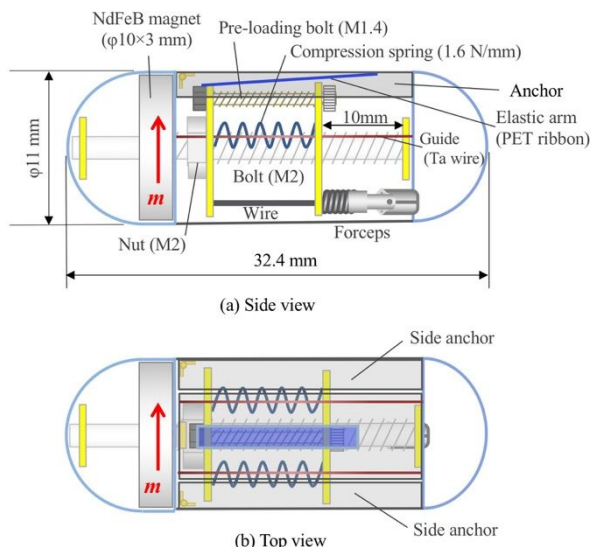 NdFeB magnet
(φ10×3 mm)
Pre-loading bolt (M1.4)
Compression spring (1.6 N/mm)
Anchor
Elastic arm
(PET ribbon)
10mm
Guide
(Ta wire)
φ11 mm
m
Bolt (M2)
Wire
Forceps
Nut (M2)
32.4 mm
(a) Side view
Side anchor
m
Side anchor
(b) Top view